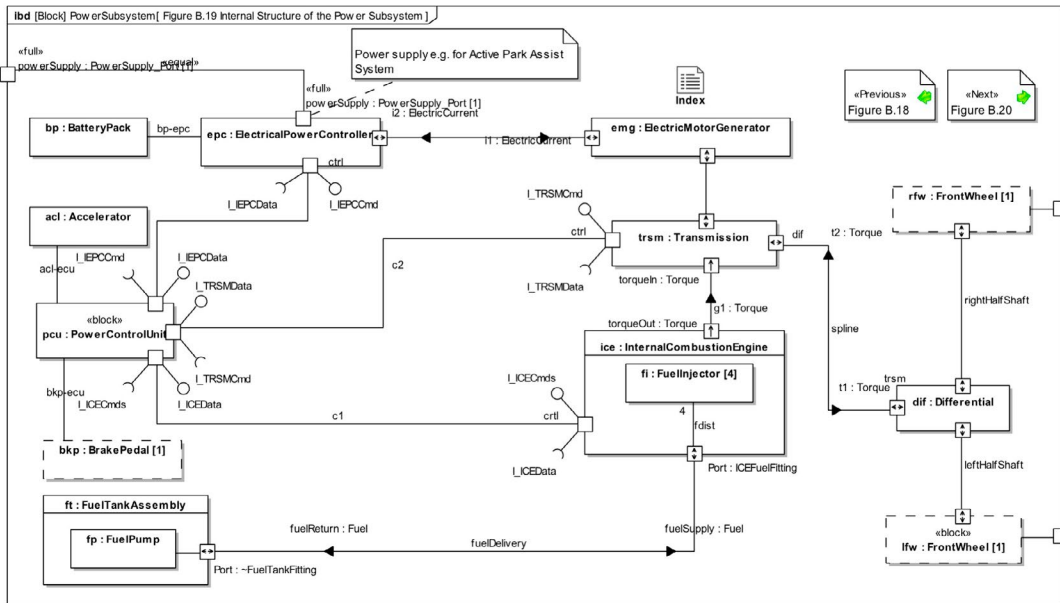 ibd [Block] PowerSubsystem[ Figure B.19 Internal Structure of the Power Subsystem ]
«full»
«equal»
powerSupply : PowerSupply_Port [1]
Power supply e.g. for Active Park Assist
System
Index
«Previous»
Figure B.18
«Next»
Figure B.20
«full»
powerSupply : PowerSupply_Port [1]
i2 : ElectricCurrent
bp : BatteryPack
bp-epc
epc : ElectricalPowerController
i1 : ElectricCurrent
emg : ElectricMotorGenerator
ctrl
I_IEPCData
I_IEPCCmd
acl : Accelerator
acl-ecu
I_IEPCCmd
I_IEPCData
I_TRSMData
c2
I_TRSMCmd
ctrl
trsm : Transmission
I_TRSMData
dif
t2 : Torque
rfw : FrontWheel [1]
torqueIn : Torque
g1 : Torque
torqueOut : Torque
rightHalfShaft
spline
«block»
pcu : PowerControlUnit
I_TRSMCmd
bkp-ecu
I_ICECmds
I_ICEData
c1
I_ICECmds
crtl
I_ICEData
ice : InternalCombustionEngine
fi : FuelInjector [4]
4
fdist
Port : ICEFuelFitting
t1 : Torque
trsm
dif : Differential
leftHalfShaft
bkp : BrakePedal [1]
ft : FuelTankAssembly
fp : FuelPump
Port : ~FuelTankFitting
fuelReturn : Fuel
fuelDelivery
fuelSupply : Fuel
«block»
lfw : FrontWheel [1]